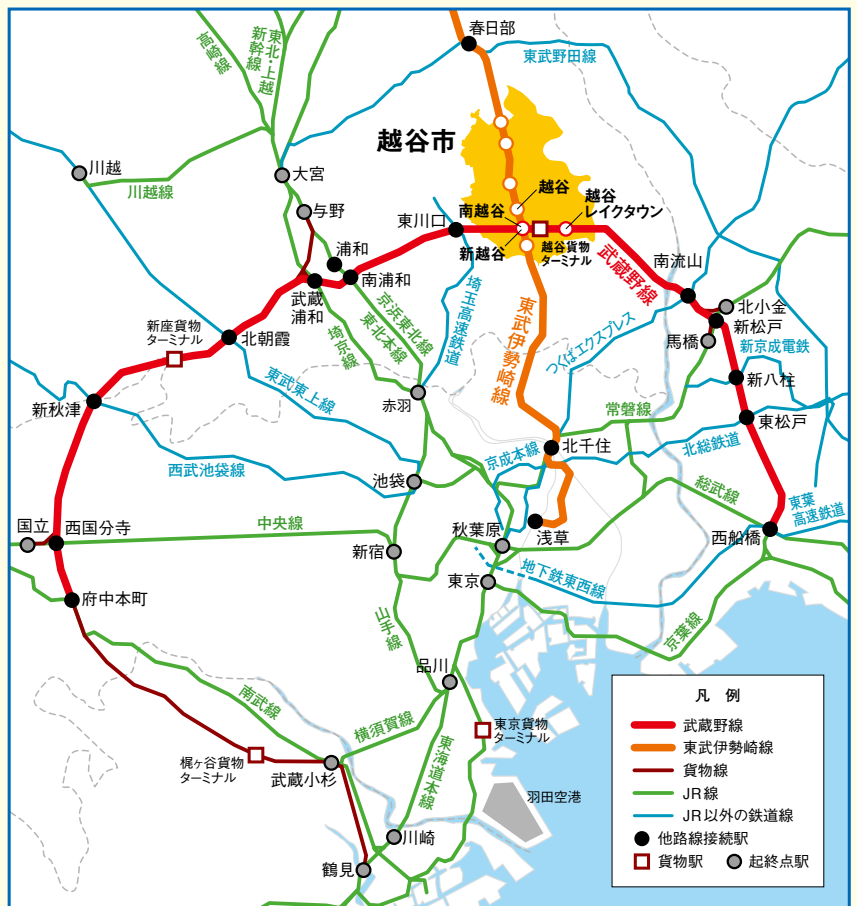 春日部
高崎線
東北・上越
新幹線
東武野田線
越谷市
川越
川越線
大宮
与野
越谷
越谷
レイクタウン
東川口
南越谷
新越谷
越谷貨物
ターミナル
浦和
南浦和
武蔵
浦和
武蔵野線
南流山
北小金
新松戸
馬橋
新京成電鉄
新八柱
東松戸
京浜東北線
東北本線
埼京線
埼玉高速鉄道
東武伊勢崎線
つくばエクスプレス
新座貨物
ターミナル
北朝霞
東武東上線
新秋津
赤羽
常磐線
西武池袋線
池袋
京成本線
北千住
北総鉄道
総武線
東葉
高速鉄道
国立
西国分寺
中央線
新宿
秋葉原
浅草
西船橋
地下鉄東西線
東京
府中本町
山手線
京葉線
品川
南武線
横須賀線
東海道本線
東京貨物
ターミナル
梶ヶ谷貨物
ターミナル
武蔵小杉
羽田空港
川崎
鶴見
凡 例
武蔵野線
東武伊勢崎線
貨物線
JR線
JR以外の鉄道線
他路線接続駅
貨物駅 起終点駅